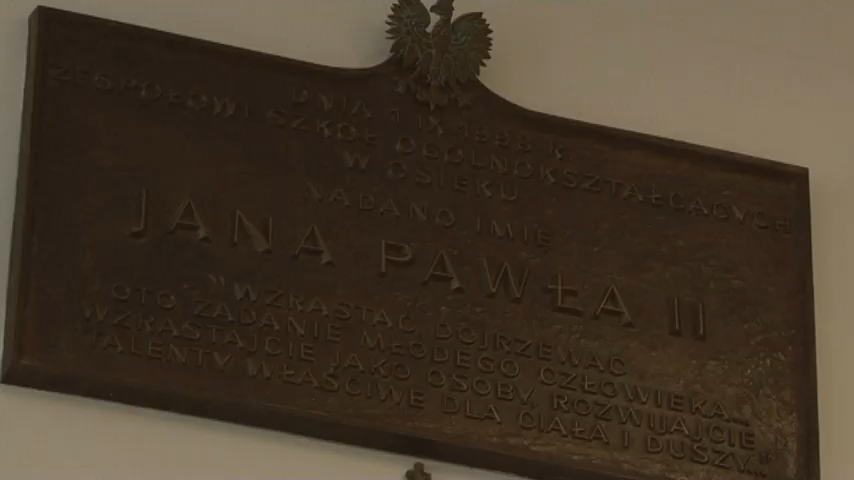 DNIA 1 IX 1998 R.
ZESPOŁOWI SZKÓŁ OGÓLNOKSZTAŁCĄCYCH
W OSIEKU
NADANO IMIĘ
JANA PAWŁA II
"WZRASTAĆ, DOJRZEWAĆ
OTO ZADANIE MŁODEGO CZŁOWIEKA...
WZRASTAJCIE JAKO OSOBY, ROZWIJAJCIE
TALENTY WŁAŚCIWE DLA CIAŁA I DUSZY..."